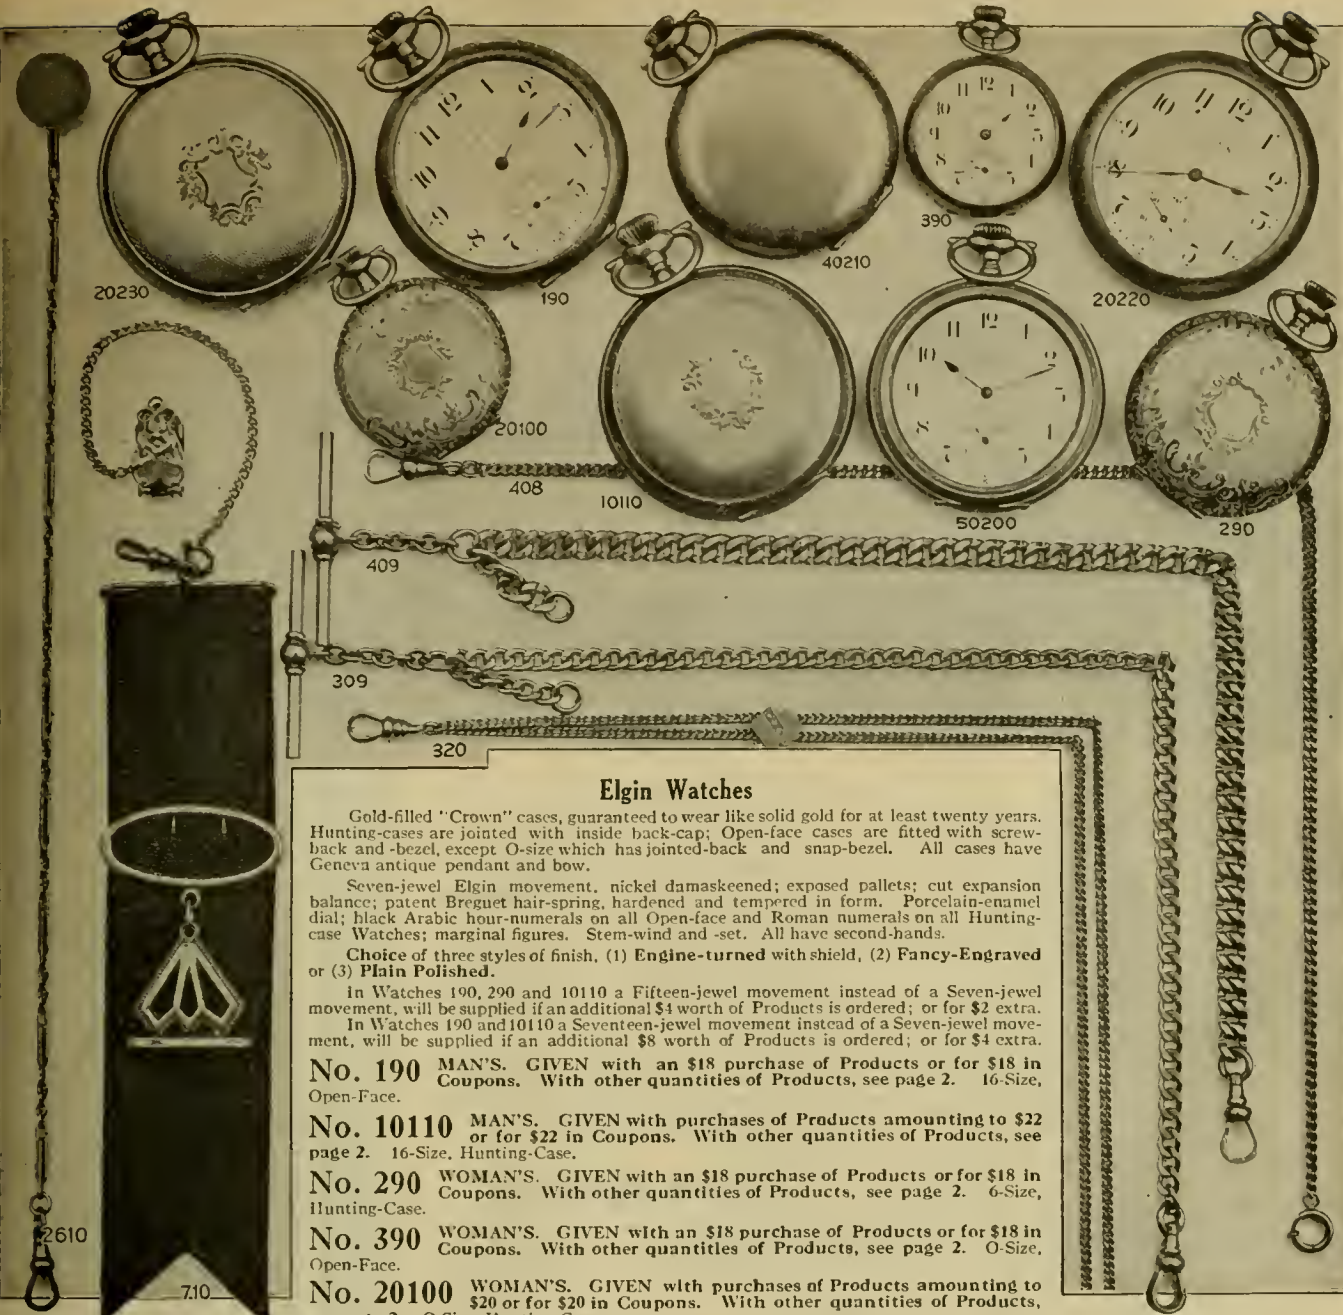 20230
190
40210
390
20220
20100
408
10110
50200
290
409
309
320
2610
7.10
Elgin Watches
Gold-filled "Crown" cases, guaranteed to wear like solid gold for at least twenty years.
Hunting-cases are jointed with inside back-cap; Open-face cases are fitted with screw-
back and -bezel, except O-size which has jointed-back and snap-bezel. All cases have
Geneva antique pendant and bow.
Seven-jewel Elgin movement. nickel damaskeened; exposed pallets; cut expansion
balance; patent Breguet hair-spring, hardened and tempered in form. Porcelain-enamel
dial; black Arabic hour-numerals on all Open-face and Roman numerals on all Hunting-
case Watches; marginal figures. Stem-wind and -set. All have second-hands.
Choice of three styles of finish, (1) Engine-turned with shield, (2) Fancy-Engraved
or (3) Plain Polished.
In Watches 190, 290 and 10110 a Fifteen-jewel movement instead of a Seven-jewel
movement, will be supplied if an additional $4 worth of Products is ordered; or for $2 extra.
In Watches 190 and 10110 a Seventeen-jewel movement instead of a Seven-jewel move-
ment, will be supplied if an additional $8 worth of Products is ordered; or for $4 extra.
No. 190 MAN'S. GIVEN with an $18 purchase of Products or for $18 in
Coupons. With other quantities of Products, see page 2. 16-Size,
Open-Face.
No. 10110 MAN'S. GIVEN with purchases of Products amounting to $22
or for $22 in Coupons. With other quantities of Products, see
page 2. 16-Size, Hunting-Case.
No. 290 WOMAN'S. GIVEN with an $18 purchase of Products or for $18 in
Coupons. With other quantities of Products, see page 2. 6-Size,
Hunting-Case.
No. 390 WOMAN'S. GIVEN with an $18 purchase of Products or for $18 in
Coupons. With other quantities of Products, see page 2. O-Size,
Open-Face.
No. 20100 WOMAN'S. GIVEN with purchases of Products amounting to
$20 or for $20 in Coupons. With other quantities of Products,